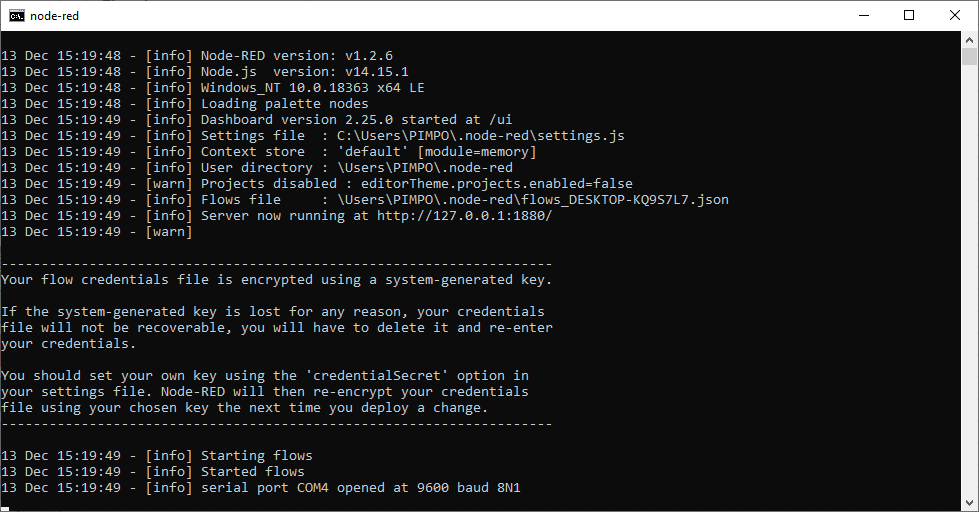 node-red
13 Dec 15:19:48 - [info] Node-RED version: v1.2.6
13 Dec 15:19:48 - [info] Node.js  version: v14.15.1
13 Dec 15:19:48 - [info] Windows_NT 10.0.18363 x64 LE
13 Dec 15:19:48 - [info] Loading palette nodes
13 Dec 15:19:49 - [info] Dashboard version 2.25.0 started at /ui
13 Dec 15:19:49 - [info] Settings file  : C:\Users\PIMPO\.node-red\settings.js
13 Dec 15:19:49 - [info] Context store  : 'default' [module=memory]
13 Dec 15:19:49 - [info] User directory : \Users\PIMPO\.node-red
13 Dec 15:19:49 - [warn] Projects disabled : editorTheme.projects.enabled=false
13 Dec 15:19:49 - [info] Flows file     : \Users\PIMPO\.node-red\flows_DESKTOP-KQ9S7L7.json
13 Dec 15:19:49 - [info] Server now running at http://127.0.0.1:1880/
13 Dec 15:19:49 - [warn]
---------------------------------------------------------------------
Your flow credentials file is encrypted using a system-generated key.
If the system-generated key is lost for any reason, your credentials
file will not be recoverable, you will have to delete it and re-enter
your credentials.
You should set your own key using the 'credentialSecret' option in
your settings file. Node-RED will then re-encrypt your credentials
file using your chosen key the next time you deploy a change.
---------------------------------------------------------------------
13 Dec 15:19:49 - [info] Starting flows
13 Dec 15:19:49 - [info] Started flows
13 Dec 15:19:49 - [info] serial port COM4 opened at 9600 baud 8N1